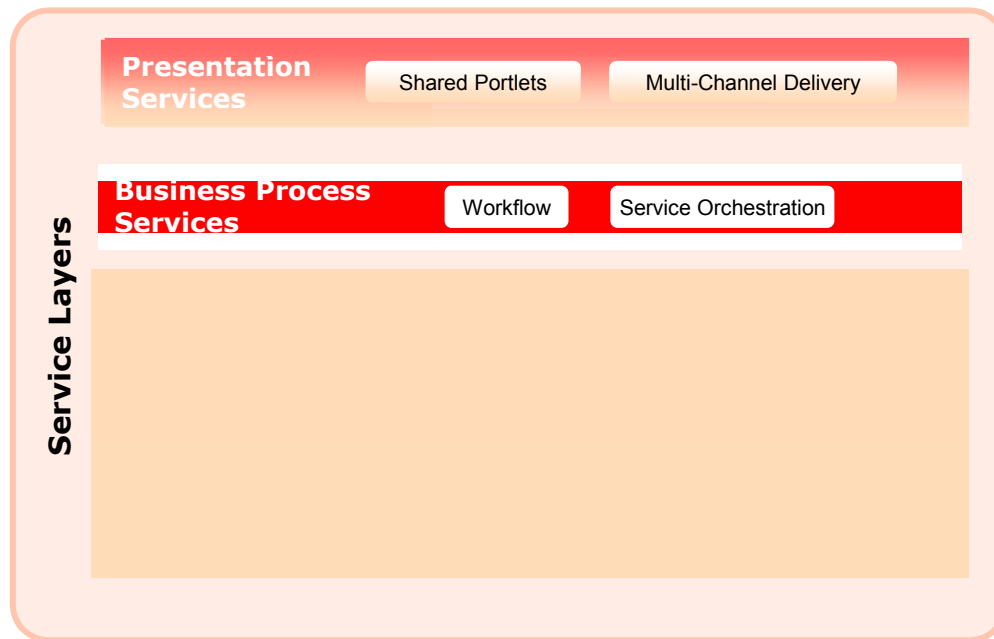 Presentation
Services
Shared Portlets
Multi-Channel Delivery
Business Process
Services
Workflow
Service Orchestration
Service Layers